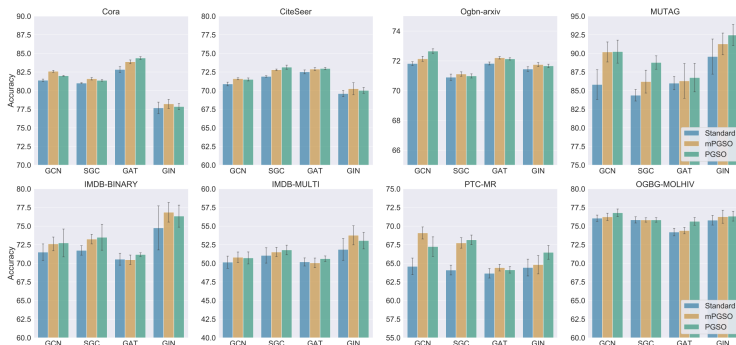 Cora
CiteSeer
Ogbn-arxiv
MUTAG
Accuracy
90.0
87.5
85.0
82.5
80.0
77.5
75.0
72.5
70.0
GCN SGC GAT GIN
80.0
77.5
75.0
72.5
70.0
67.5
65.0
62.5
60.0
GCN SGC GAT GIN
74
72
70
68
66
GCN SGC GAT GIN
95.0
92.5
90.0
87.5
85.0
82.5
80.0
77.5
75.0
GCN SGC GAT GIN
Standard
mPGSO
PGSO
IMDB-BINARY
IMDB-MULTI
PTC-MR
OGBG-MOLHIV
Accuracy
80.0
77.5
75.0
72.5
70.0
67.5
65.0
62.5
60.0
GCN SGC GAT GIN
60.0
57.5
55.0
52.5
50.0
47.5
45.0
42.5
40.0
GCN SGC GAT GIN
75.0
72.5
70.0
67.5
65.0
62.5
60.0
57.5
55.0
GCN SGC GAT GIN
80.0
77.5
75.0
72.5
70.0
67.5
65.0
62.5
60.0
GCN SGC GAT GIN
Standard
mPGSO
PGSO